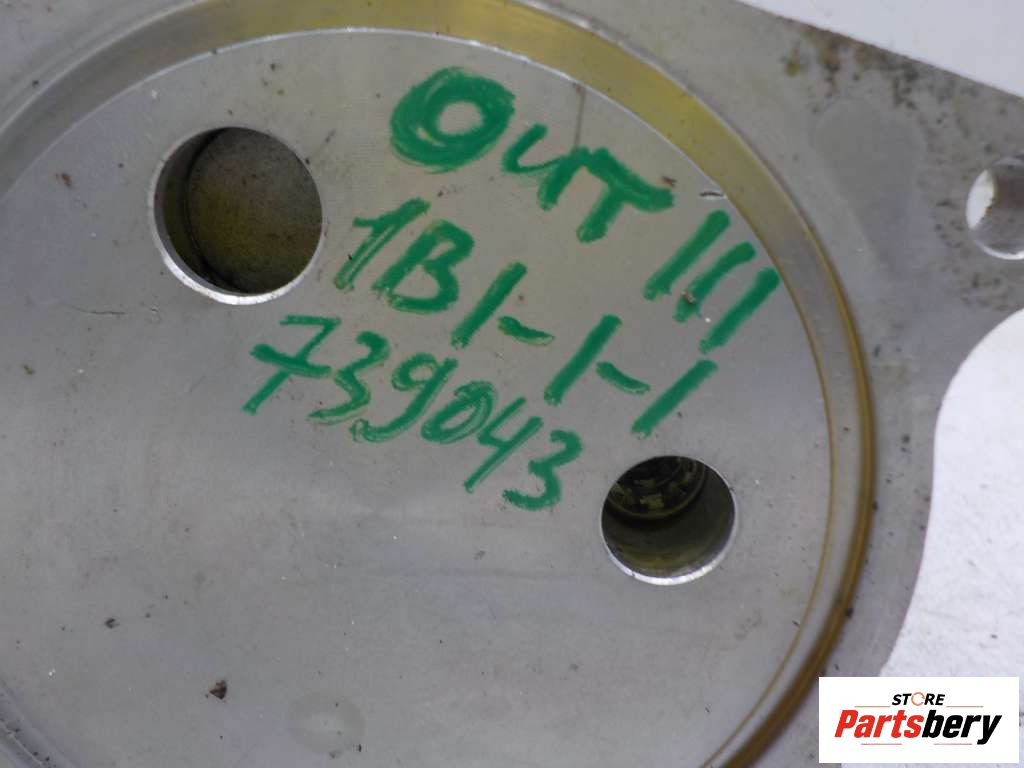 OUT III
1B1-1-1
739043
STORE
Partsbery